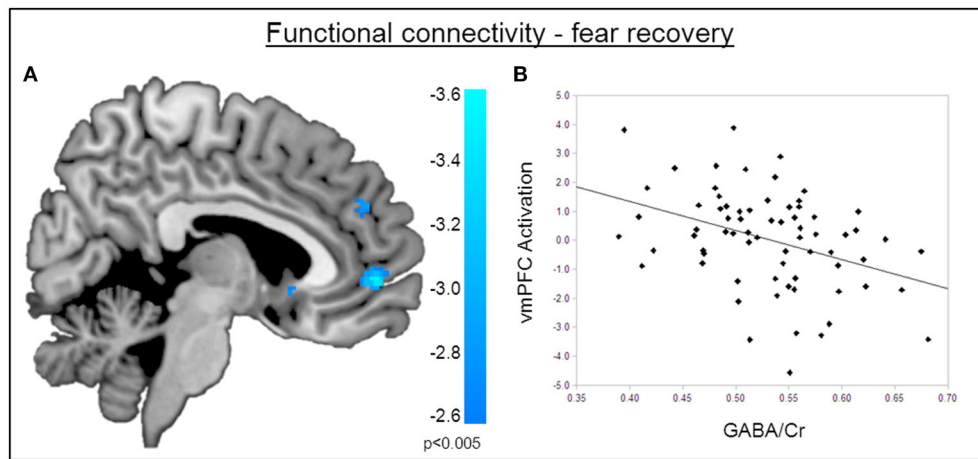 Functional connectivity - fear recovery
A
-3.6
-3.4
-3.2
-3.0
-2.8
-2.6
p<0.005
B
vmPFC Activation
5.0
4.0
3.0
2.0
1.0
0.0
-1.0
-2.0
-3.0
-4.0
-5.0
0.35 0.40 0.45 0.50 0.55 0.60 0.65 0.70
GABA/Cr